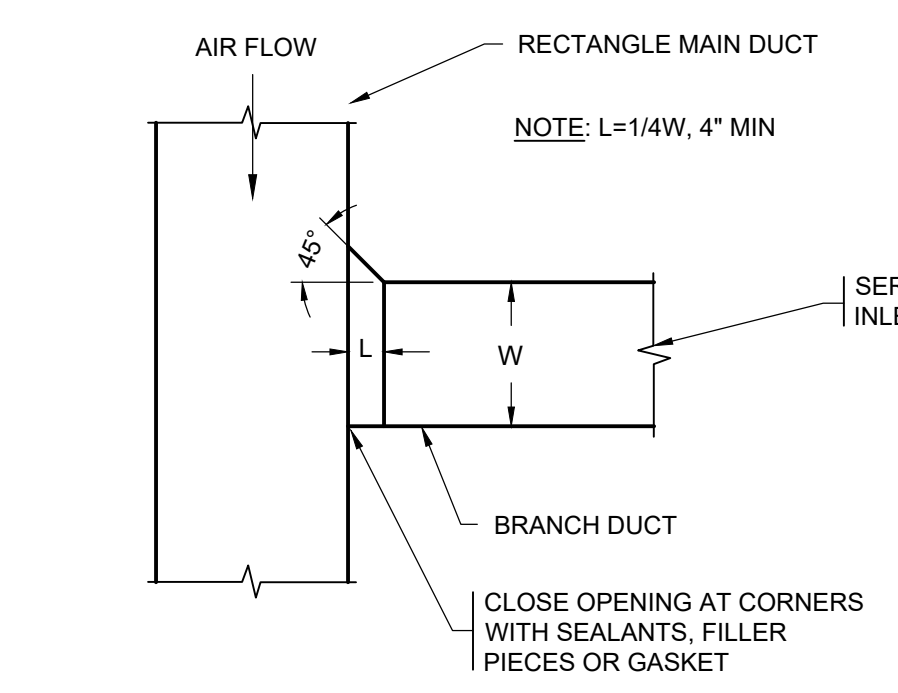 AIR FLOW
RECTANGLE MAIN DUCT
NOTE: L=1/4W, 4" MIN
45°
L
W
BRANCH DUCT
CLOSE OPENING AT CORNERS
WITH SEALANTS, FILLER
PIECES OR GASKET